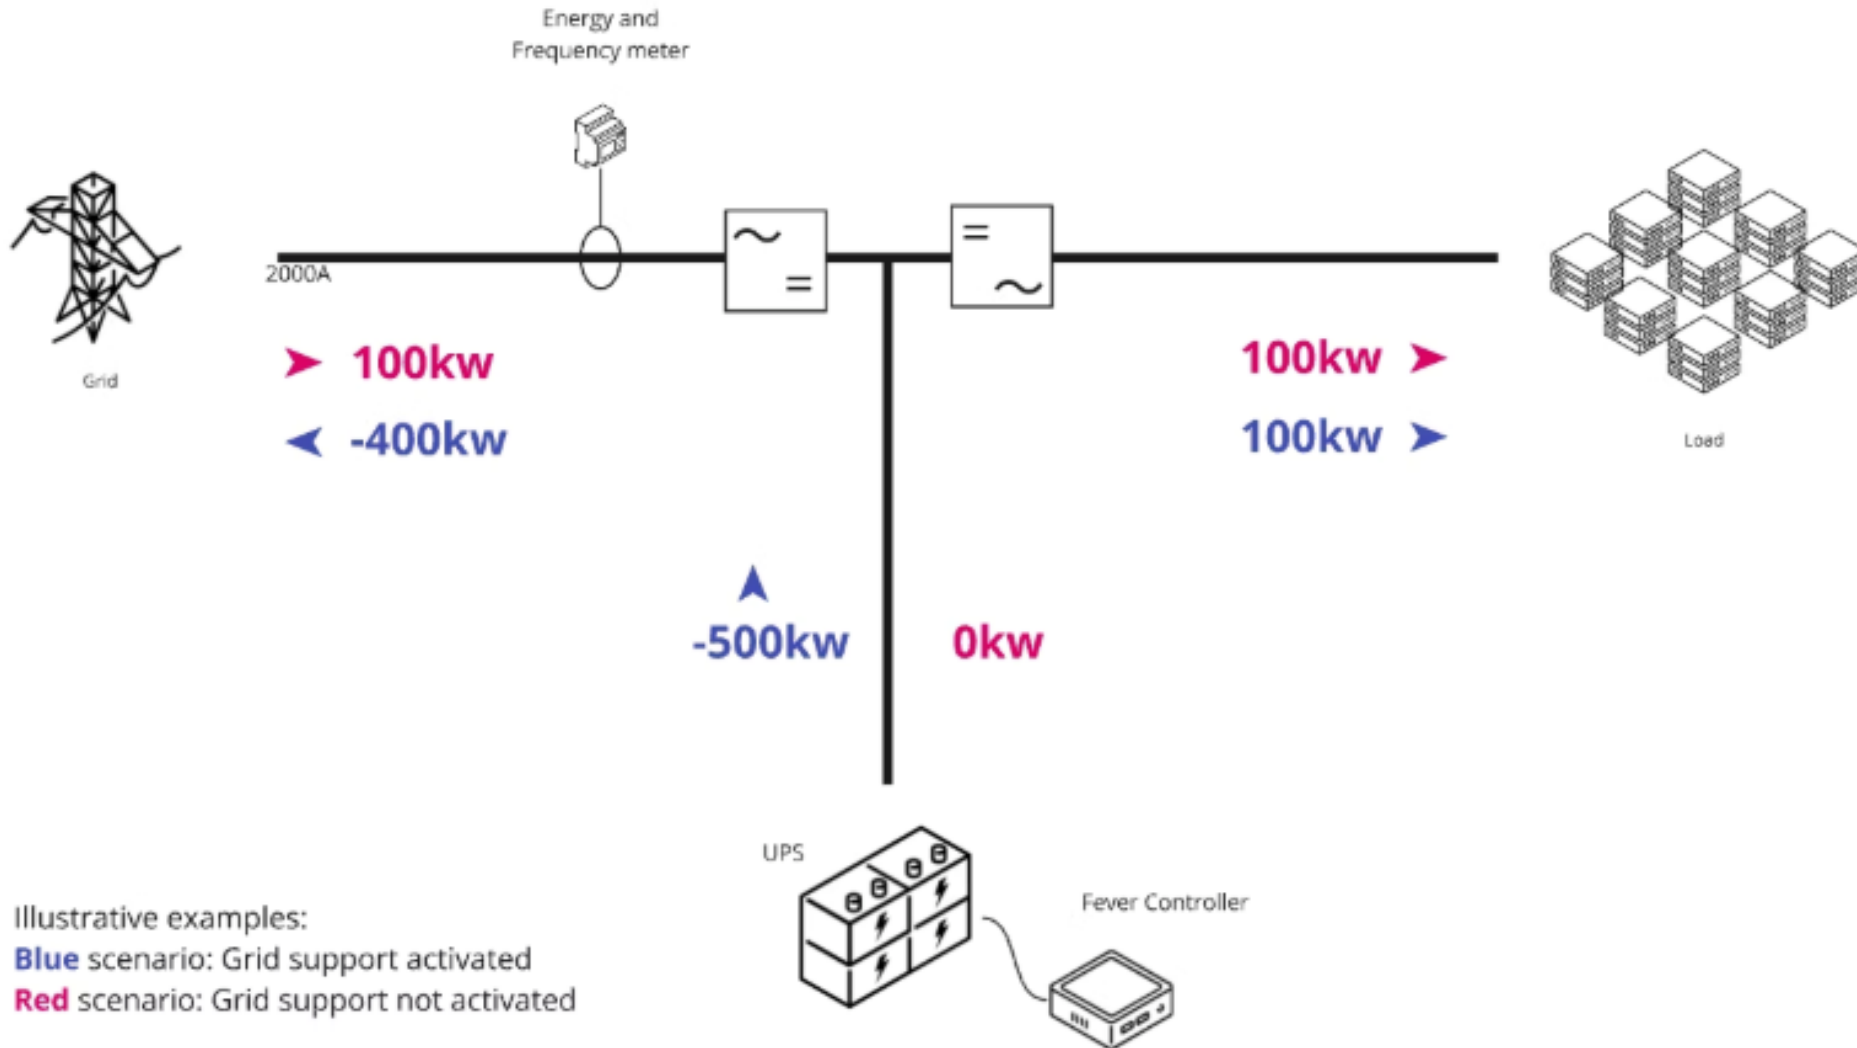 Energy and
Frequency meter
2000A
Grid
100kw
-400kw
100kw
100kw
Load
-500kw
0kw
UPS
Fever Controller
Illustrative examples:
Blue scenario: Grid support activated
Red scenario: Grid support not activated